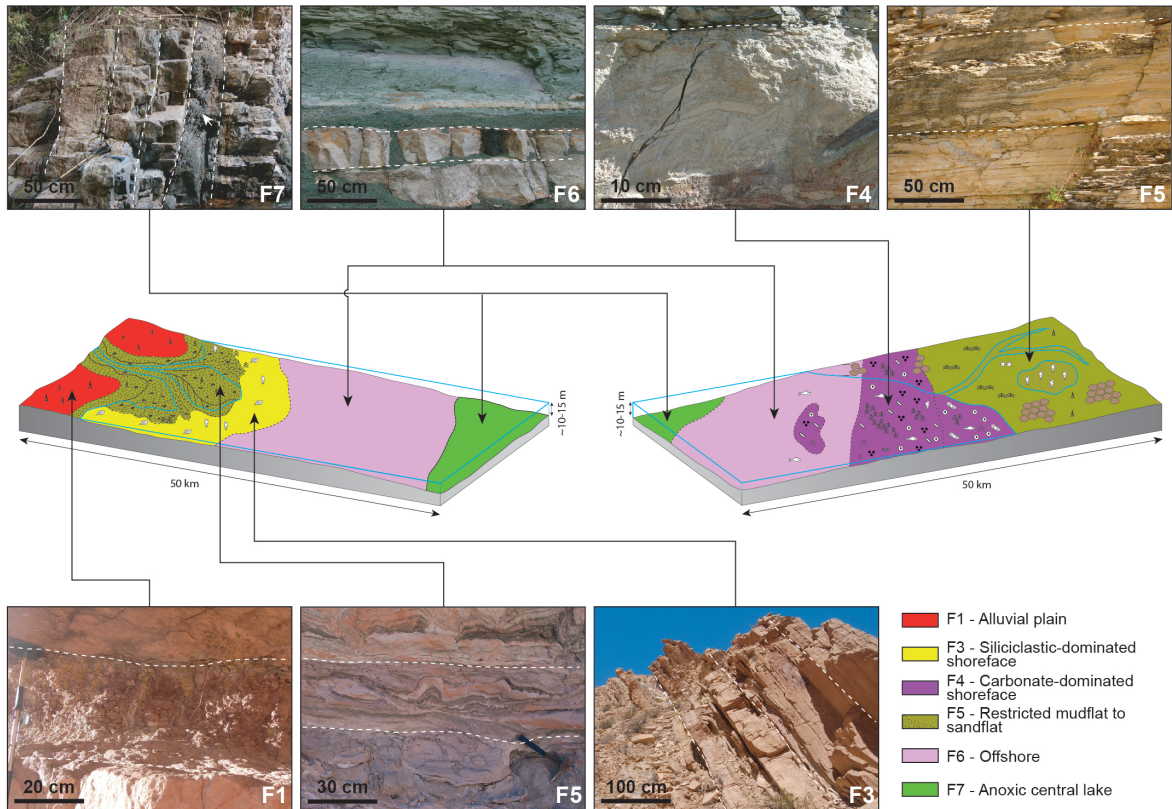 50 cm
F7
50 cm
F6
10 cm
F4
50 cm
F5
~10-15 m
~10-15 m
50 km
50 km
20 cm
F1
30 cm
F5
100 cm
F3
F1 - Alluvial plain
F3 - Siliciclastic-dominated
shoreface
F4 - Carbonate-dominated
shoreface
F5 - Restricted mudflat to
sandflat
F6 - Offshore
F7 - Anoxic central lake